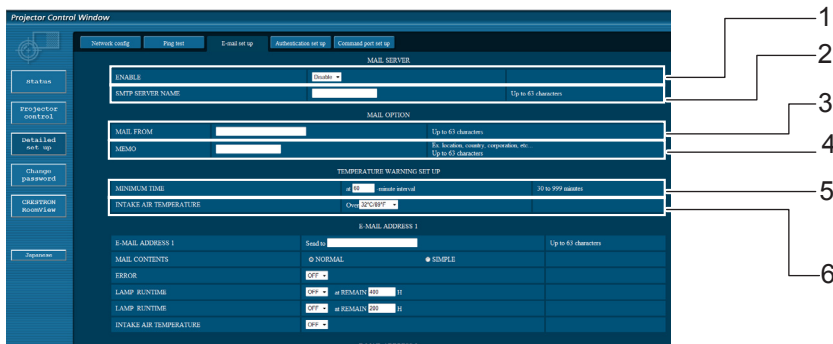 Projector Control Window
Network config Ping test E-mail set up Authentication set up Command port set up
MAIL SERVER
ENABLE Disable
SMTP SERVER NAME Up to 63 characters
MAIL OPTION
MAIL FROM Up to 63 characters
MEMO Ex. location, country, corporation, etc...
Up to 63 characters
TEMPERATURE WARNING SET UP
MINIMUM TIME at 60 minute interval 30 to 999 minutes
INTAKE AIR TEMPERATURE Over 32°C/89°F
E-MAIL ADDRESS 1
E-MAIL ADDRESS 1 Send to Up to 63 characters
MAIL CONTENTS NORMAL SIMPLE
ERROR OFF
LAMP RUNTIME OFF at REMAIN 400 H
LAMP RUNTIME OFF at REMAIN 200 H
INTAKE AIR TEMPERATURE OFF
Status
Projector
control
Detailed
set up
Change
password
CRESTRON
RoomView
Japanese
1
2
3
4
5
6